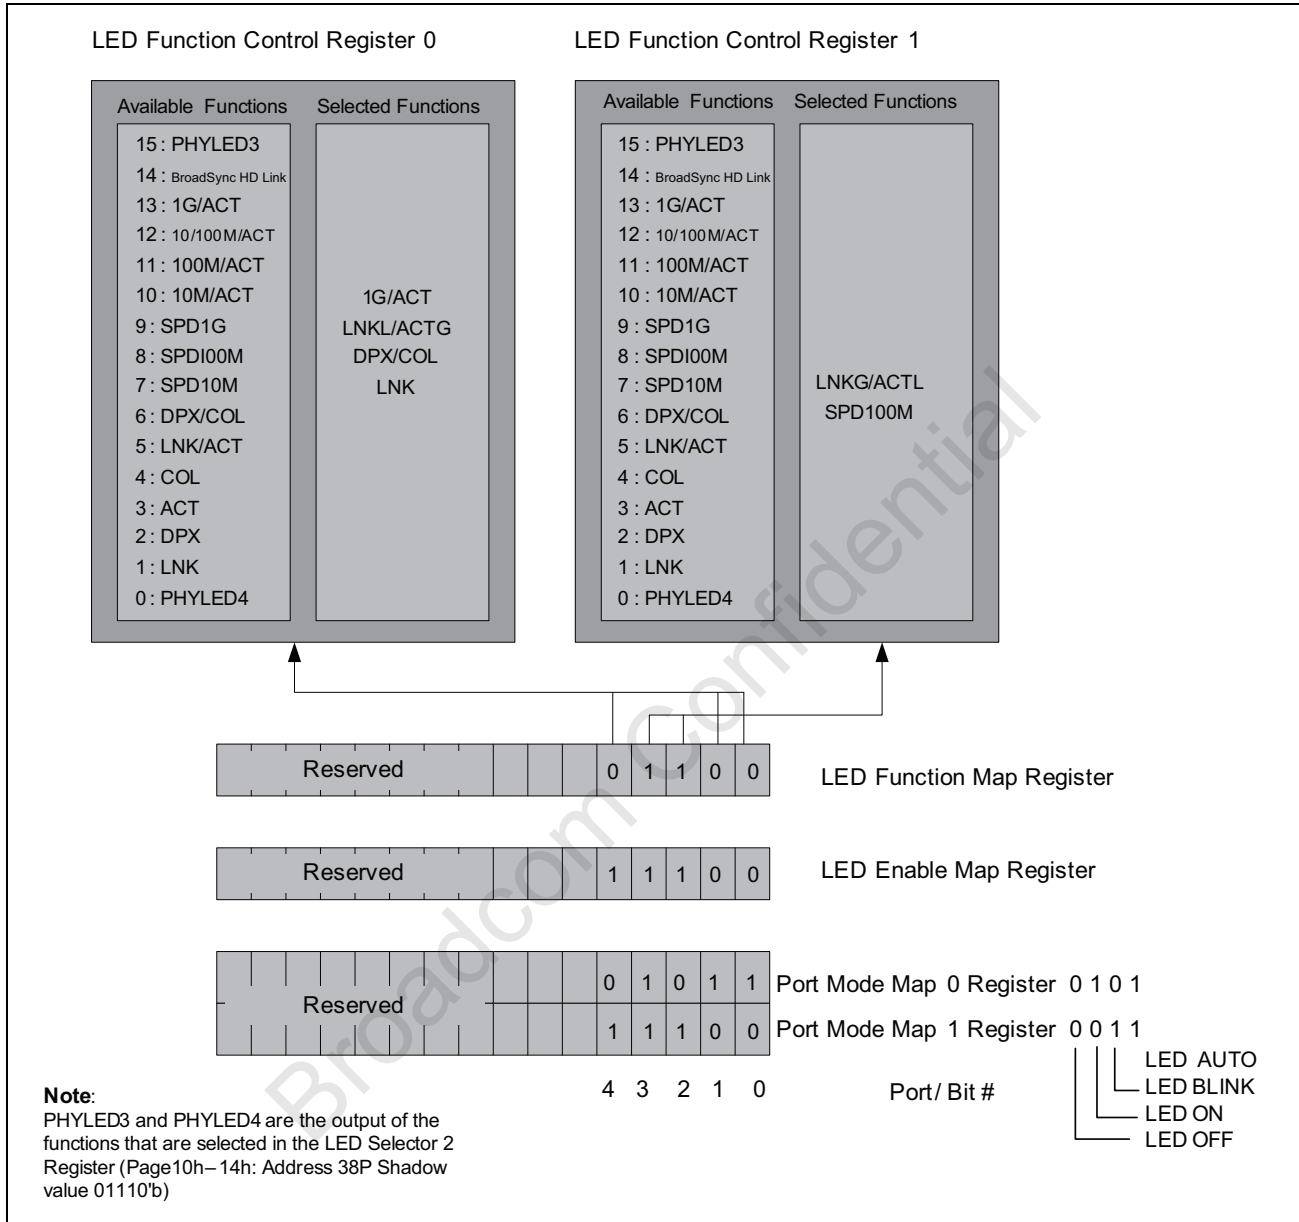 LED Function Control Register 0
LED Function Control Register 1
Available Functions Selected Functions
15 : PHYLED3
14 : BroadSync HD Link
13 : 1G/ACT
12 : 10/100M/ACT
11 : 100M/ACT
10 : 10M/ACT
9 : SPD1G
8 : SPDI00M
7 : SPD10M
6 : DPX/COL
5 : LNK/ACT
4 : COL
3 : ACT
2 : DPX
1 : LNK
0 : PHYLED4
1G/ACT
LNKL/ACTG
DPX/COL
LNK
Available Functions Selected Functions
15 : PHYLED3
14 : BroadSync HD Link
13 : 1G/ACT
12 : 10/100M/ACT
11 : 100M/ACT
10 : 10M/ACT
9 : SPD1G
8 : SPDI00M
7 : SPD10M
6 : DPX/COL
5 : LNK/ACT
4 : COL
3 : ACT
2 : DPX
1 : LNK
0 : PHYLED4
LNKG/ACTL
SPD100M
Reserved 0 1 1 0 0 LED Function Map Register
Reserved 1 1 1 0 0 LED Enable Map Register
Reserved
0 1 0 1 1 Port Mode Map 0 Register 0 1 0 1
1 1 1 0 0 Port Mode Map 1 Register 0 0 1 1
LED AUTO
LED BLINK
LED ON
LED OFF
4 3 2 1 0 Port/ Bit #
Note:
PHYLED3 and PHYLED4 are the output of the
functions that are selected in the LED Selector 2
Register (Page10h–14h: Address 38P Shadow
value 01110'b)
Broadcom Confidential